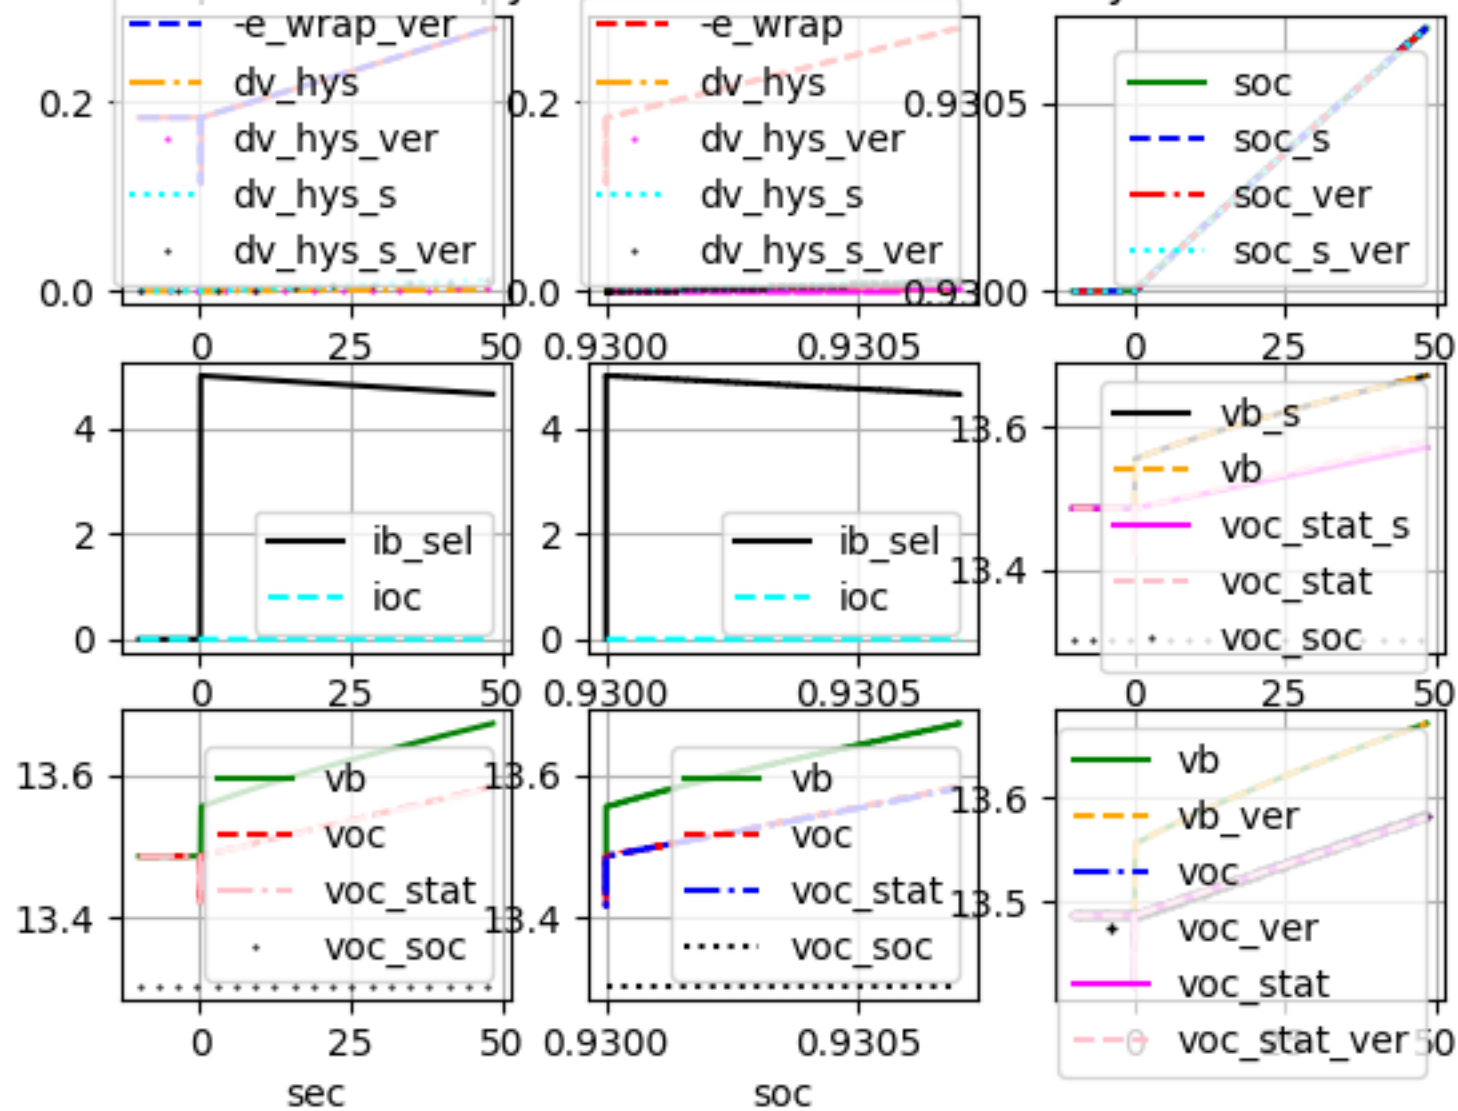 -e_wrap_ver
dv_hys
dv_hys_ver
dv_hys_s
dv_hys_s_ver
0.2
0.0
0 25 50
-e_wrap
dv_hys
dv_hys_ver
dv_hys_s
dv_hys_s_ver
0.2
0.0
0.9300 0.9305
soc
soc_s
soc_ver
soc_s_ver
0.9305
0.9300
0 25 50
4
2
0
ib_sel
ioc
0 25 50
4
2
0
ib_sel
ioc
0.9300 0.9305
13.6
13.4
vb_s
vb
voc_stat_s
voc_stat
voc_soc
0 25 50
13.6
13.4
vb
voc
voc_stat
voc_soc
0 25 50
sec
13.6
13.4
vb
voc
voc_stat
voc_soc
0.9300 0.9305
soc
13.6
13.5
vb
vb_ver
voc
voc_ver
voc_stat
voc_stat_ver
0 50